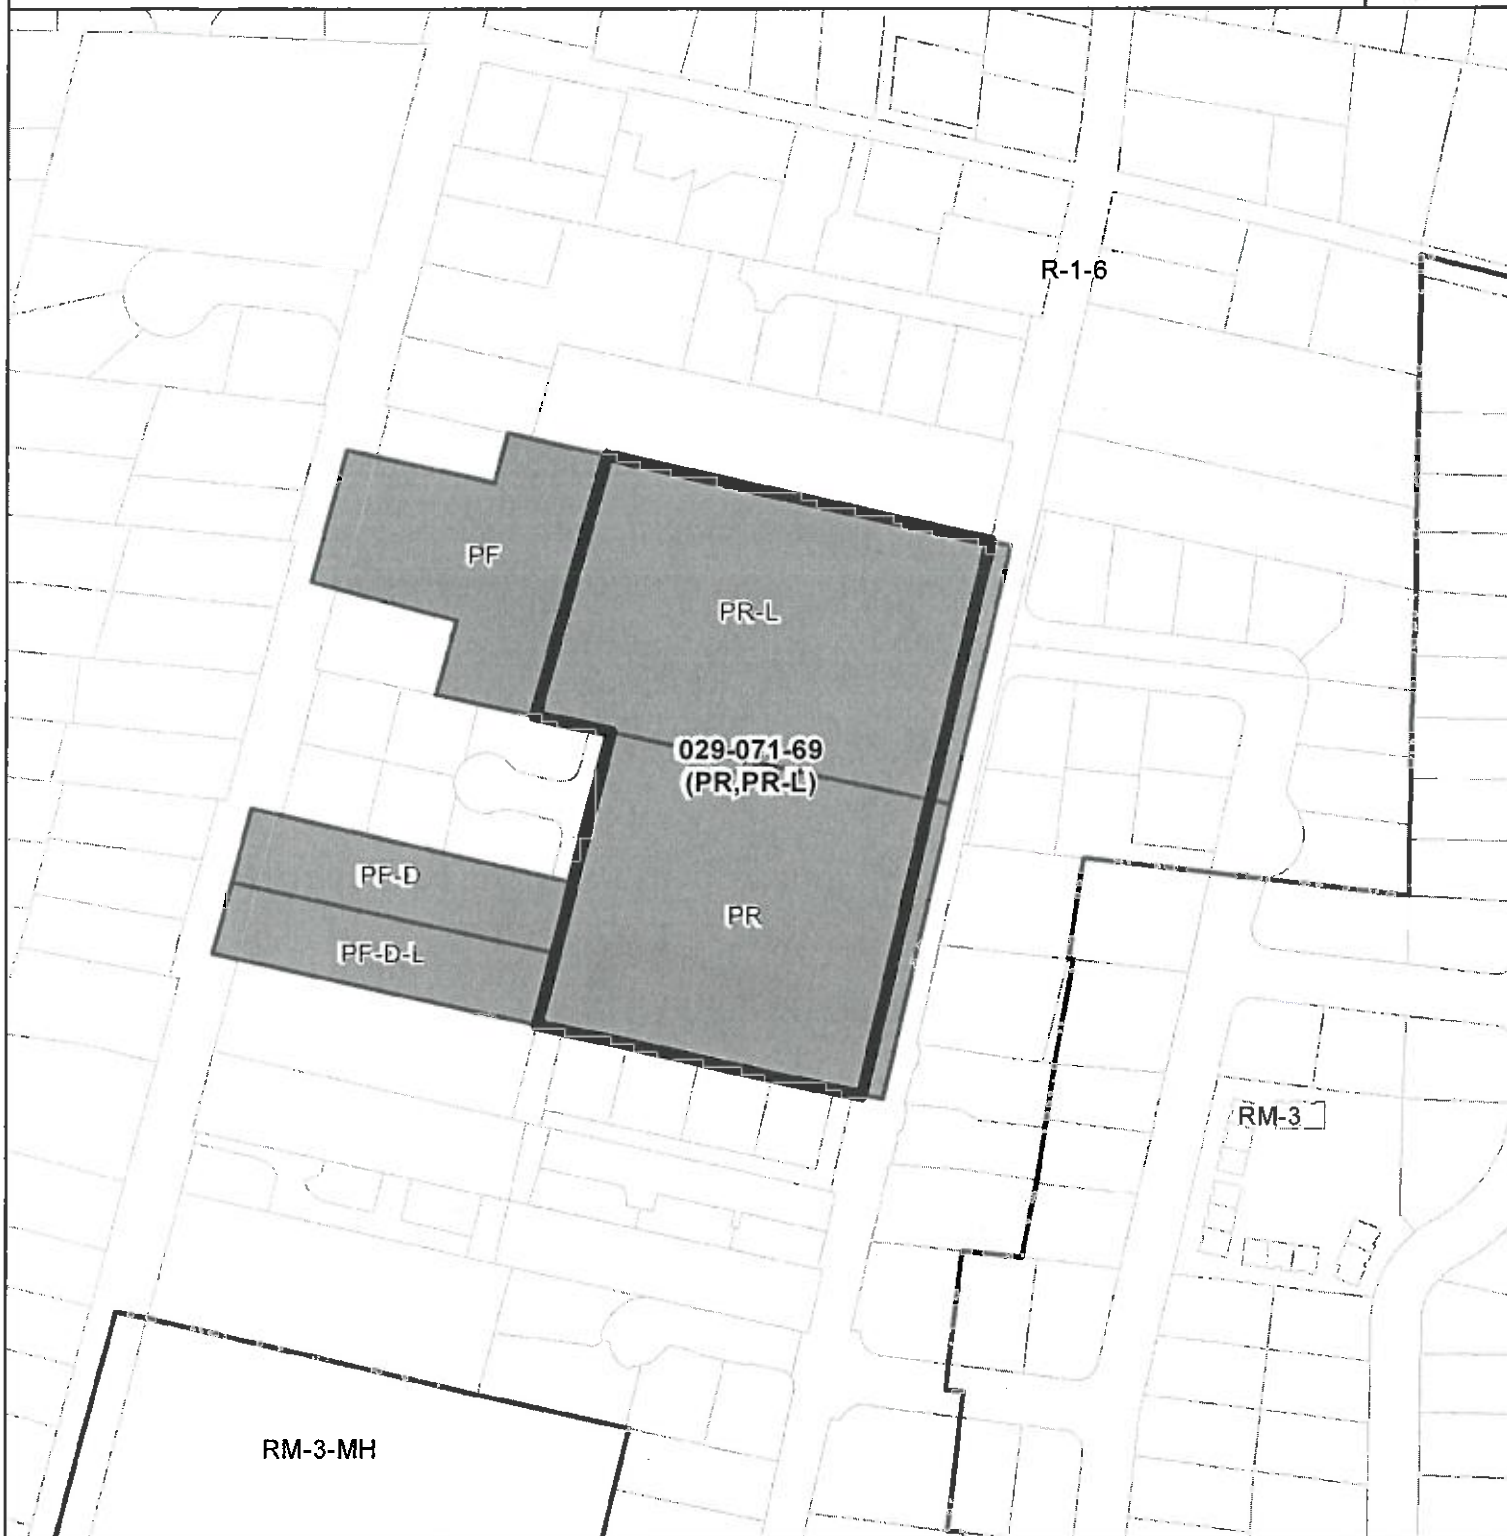 R-1-6
PF
PR-L
029-071-69
(PR,PR-L)
PF-D
PR
PF-D-L
RM-3
RM-3-MH